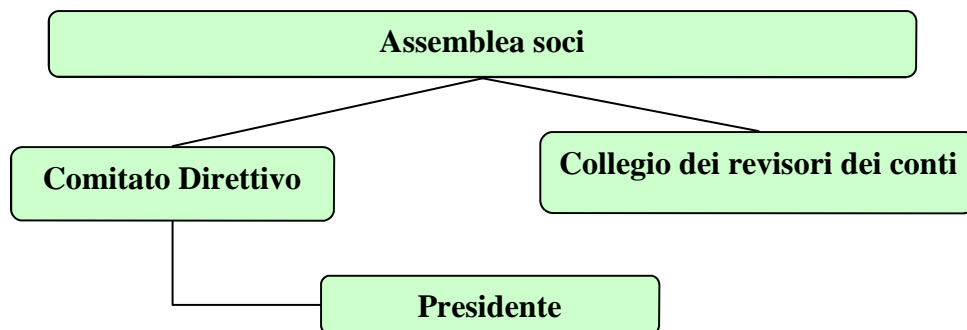 Assemblea soci
Comitato Direttivo
Collegio dei revisori dei conti
Presidente